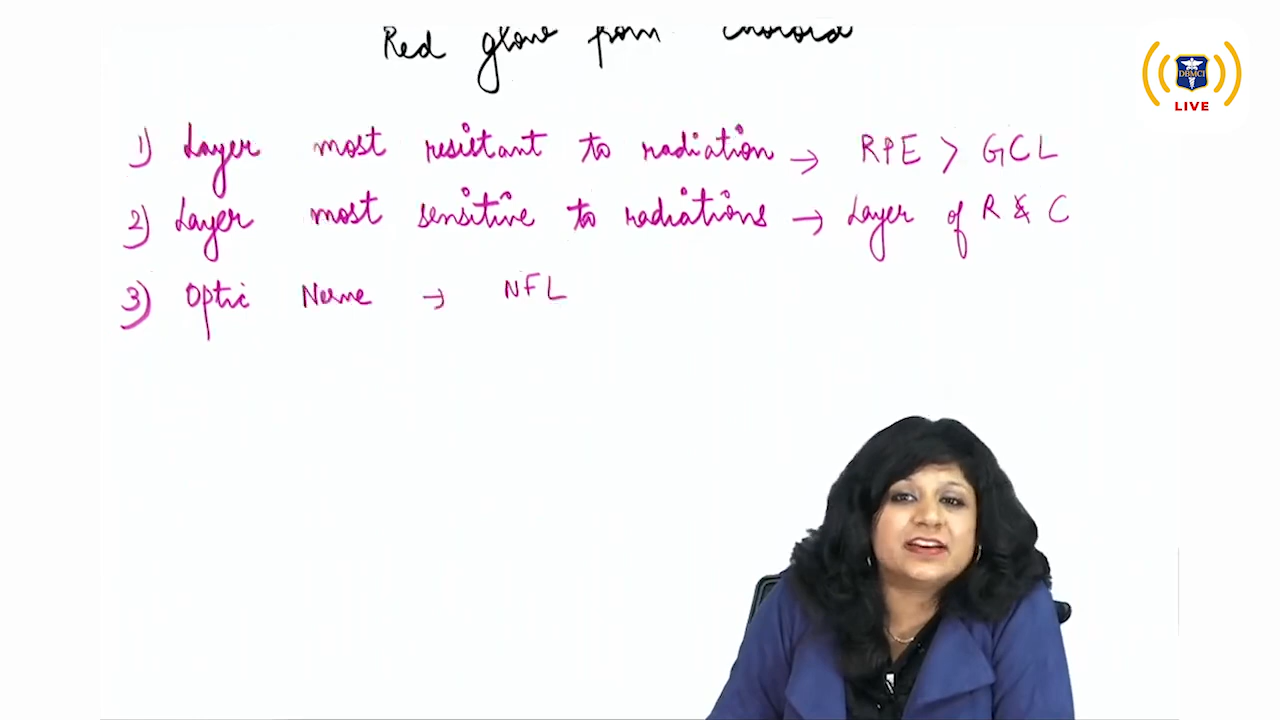 Red glow from choroid
DBMCI
LIVE
1) Layer most resistant to radiation → RPE > GCL
2) Layer most sensitive to radiations → Layer of R & C
3) Optic Nerve → NFL